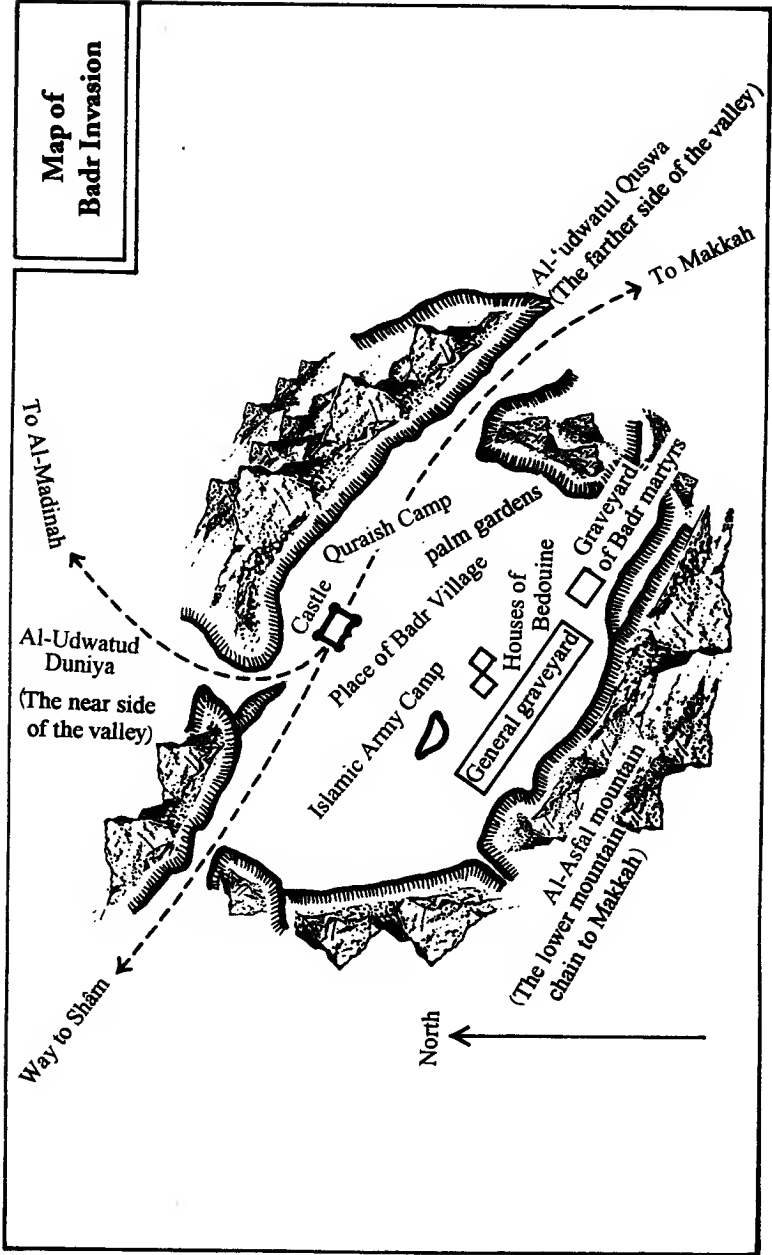 Map of
Badr Invasion
To Al-Madinah
Al-Udwatud
Duniya
(The near side
of the valley)
Way to Shâm
Al-'udwatul Quswa
(The farther side of the valley)
To Makkah
Castle
Quraish Camp
palm gardens
Place of Badr Village
Islamic Army Camp
Houses of
Bedouine
Graveyard
of Badr martyrs
General graveyard
Al-Asfal mountain
(The lower mountain
chain to Makkah)
North